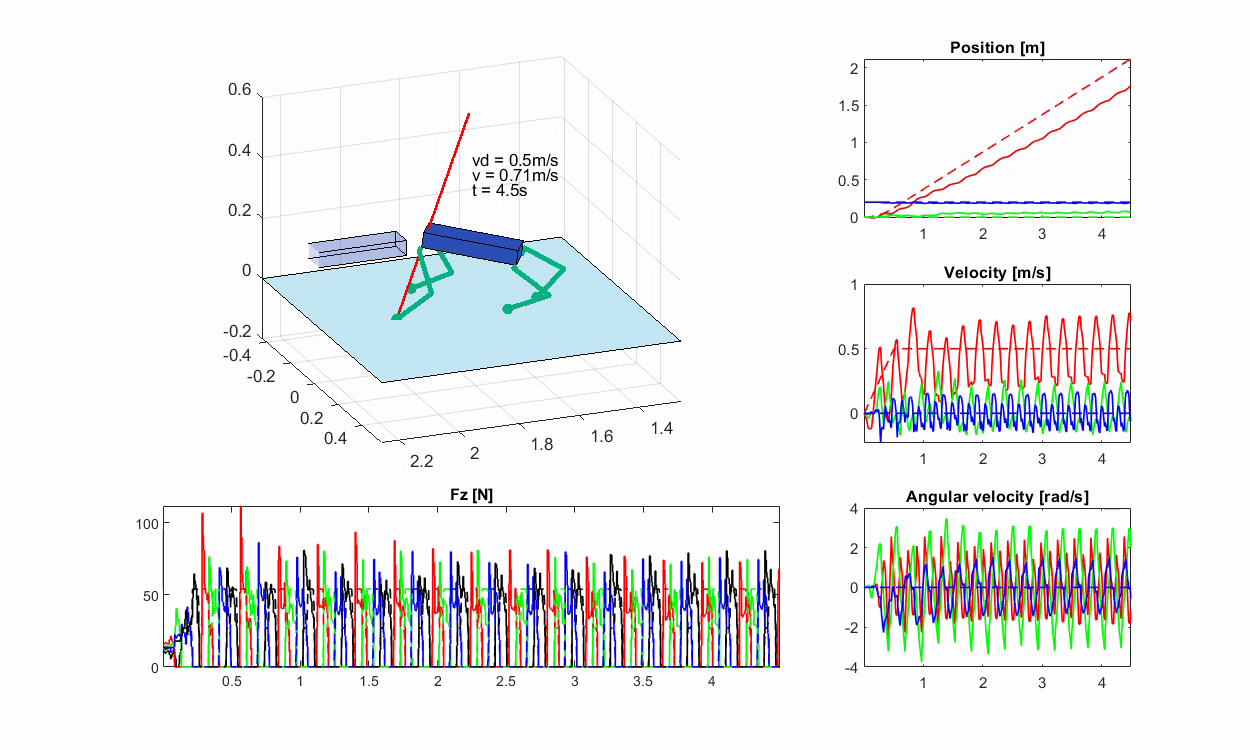 0.6
0.4
0.2
0
-0.2
-0.4
-0.2
0
0.2
0.4
2.2
2
1.8
1.6
1.4
vd = 0.5m/s
v = 0.71m/s
t = 4.5s
Position [m]
2
1.5
1
0.5
0
1 2 3 4
Velocity [m/s]
1
0.5
0
1 2 3 4
Fz [N]
100
50
0
0.5 1 1.5 2 2.5 3 3.5 4
Angular velocity [rad/s]
4
2
0
-2
-4
1 2 3 4